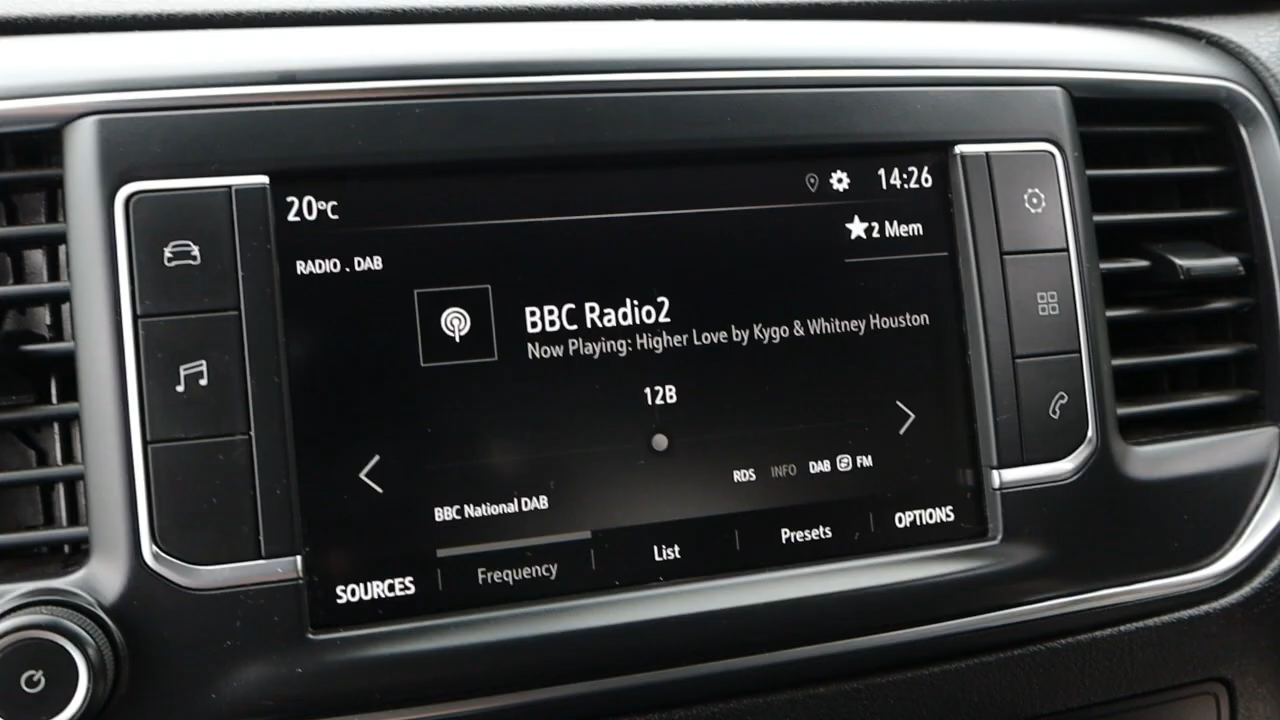 20°C
14:26
2 Mem
RADIO . DAB
BBC Radio2
Now Playing: Higher Love by Kygo & Whitney Houston
12B
RDS INFO DAB FM
BBC National DAB
SOURCES Frequency List Presets OPTIONS